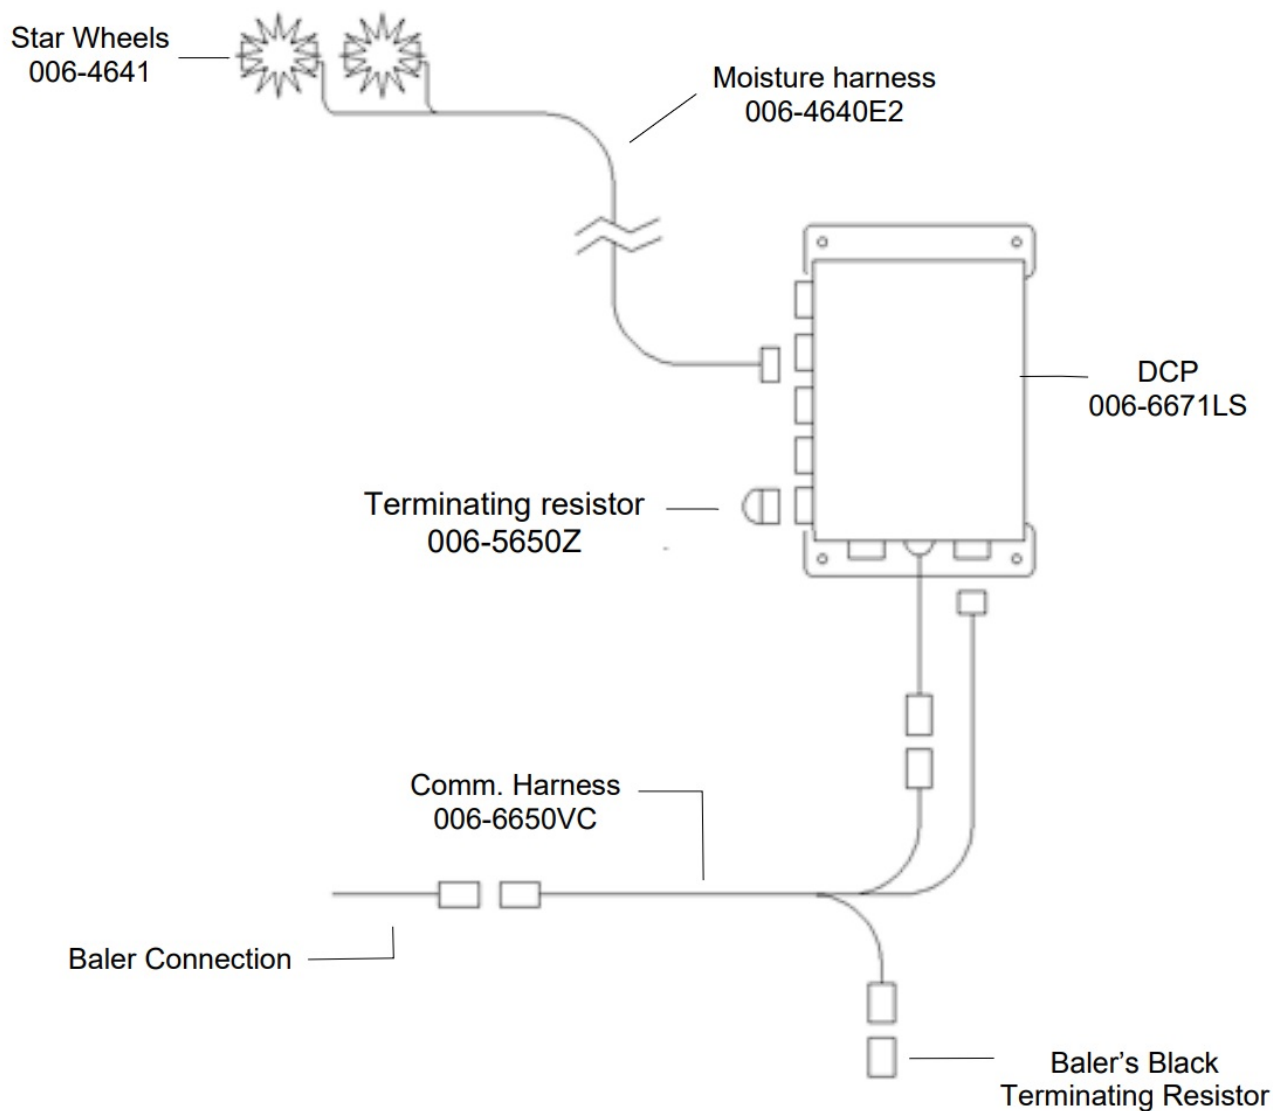 Star Wheels
006-4641
Moisture harness
006-4640E2
DCP
006-6671LS
Terminating resistor
006-5650Z
Comm. Harness
006-6650VC
Baler Connection
Baler’s Black
Terminating Resistor